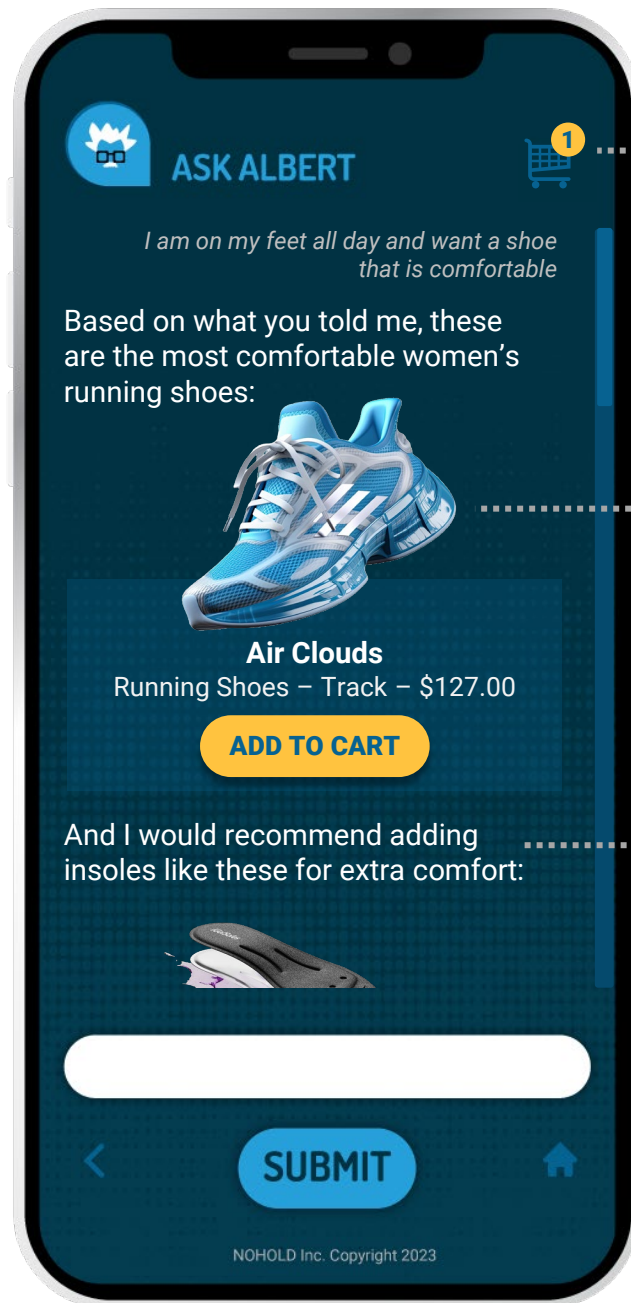 ASK ALBERT
1
I am on my feet all day and want a shoe
that is comfortable
Based on what you told me, these
are the most comfortable women’s
running shoes:
Air Clouds
Running Shoes – Track – $127.00
ADD TO CART
And I would recommend adding
insoles like these for extra comfort:
SUBMIT
NOHOLD Inc. Copyright 2023